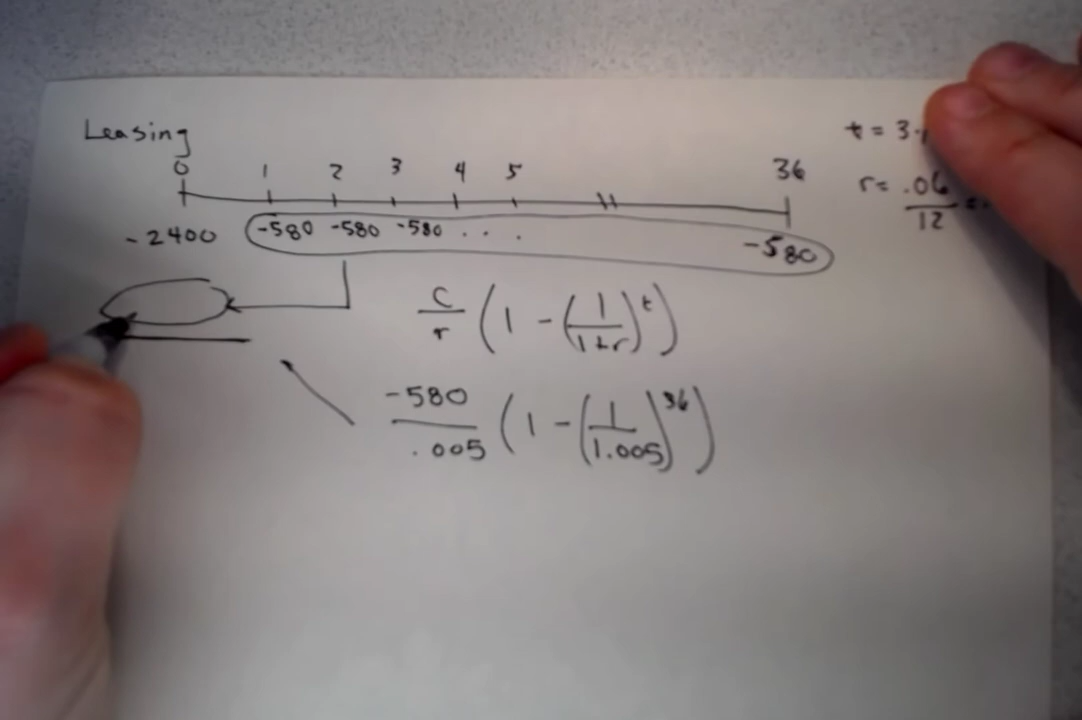 Leasing
0 1 2 3 4 5 36
-2400 -580 -580 -580 . . . -580
t = 3.
r = .06/12 =
C/r (1 - (1/1+r)^t)
-580/.005 (1 - (1/1.005)^36)